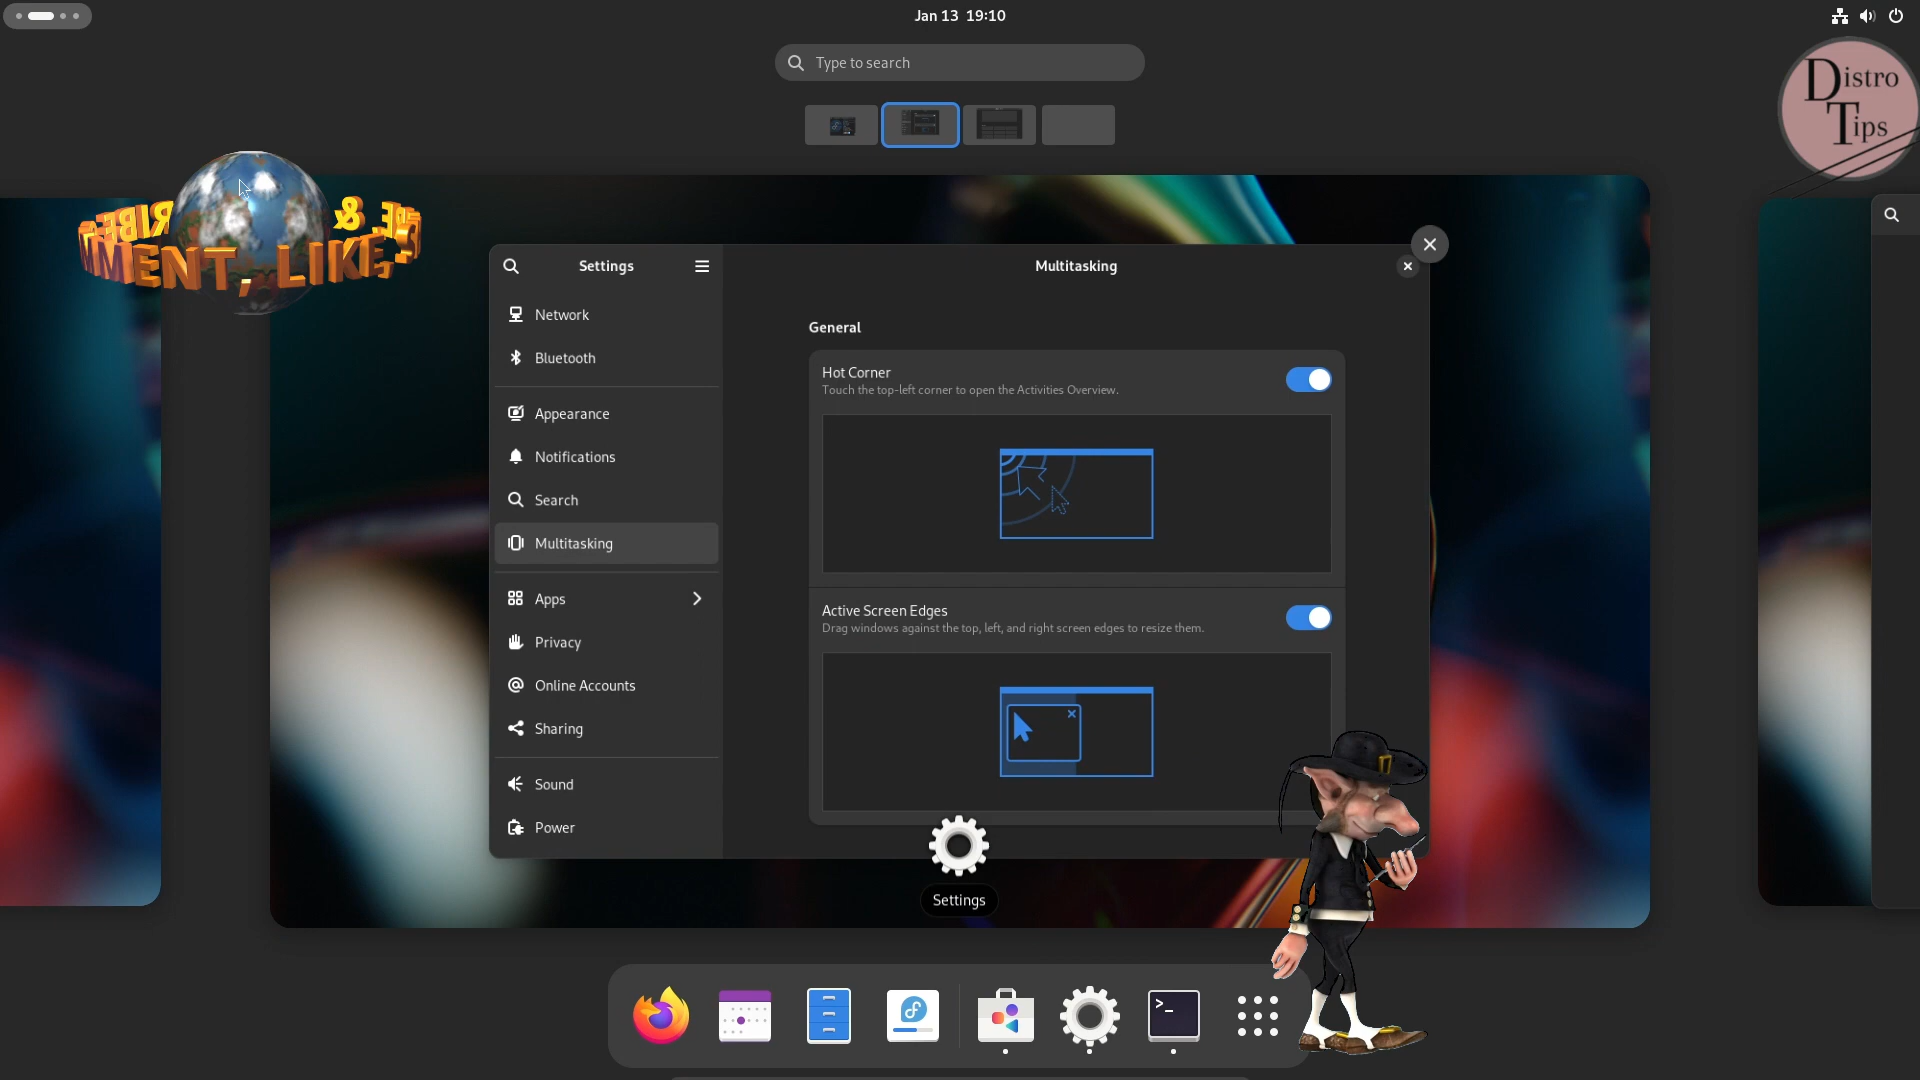 Jan 13 19:10
Type to search
Distro
Tips
MENT, LIKE,
&
Settings
Multitasking
Network
Bluetooth
Appearance
Notifications
Search
Multitasking
Apps
Privacy
Online Accounts
Sharing
Sound
Power
General
Hot Corner
Touch the top-left corner to open the Activities Overview.
Active Screen Edges
Drag windows against the top, left, and right screen edges to resize them.
Settings